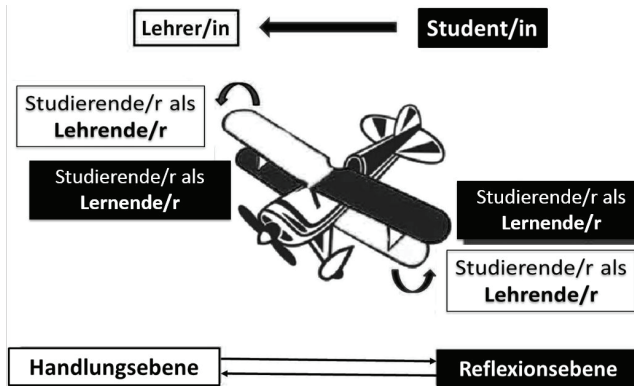 Lehrer/in
Student/in
Studierende/r als
Lehrende/r
Studierende/r als
Lernende/r
Studierende/r als
Lernende/r
Studierende/r als
Lehrende/r
Handlungsebene
Reflexionsebene